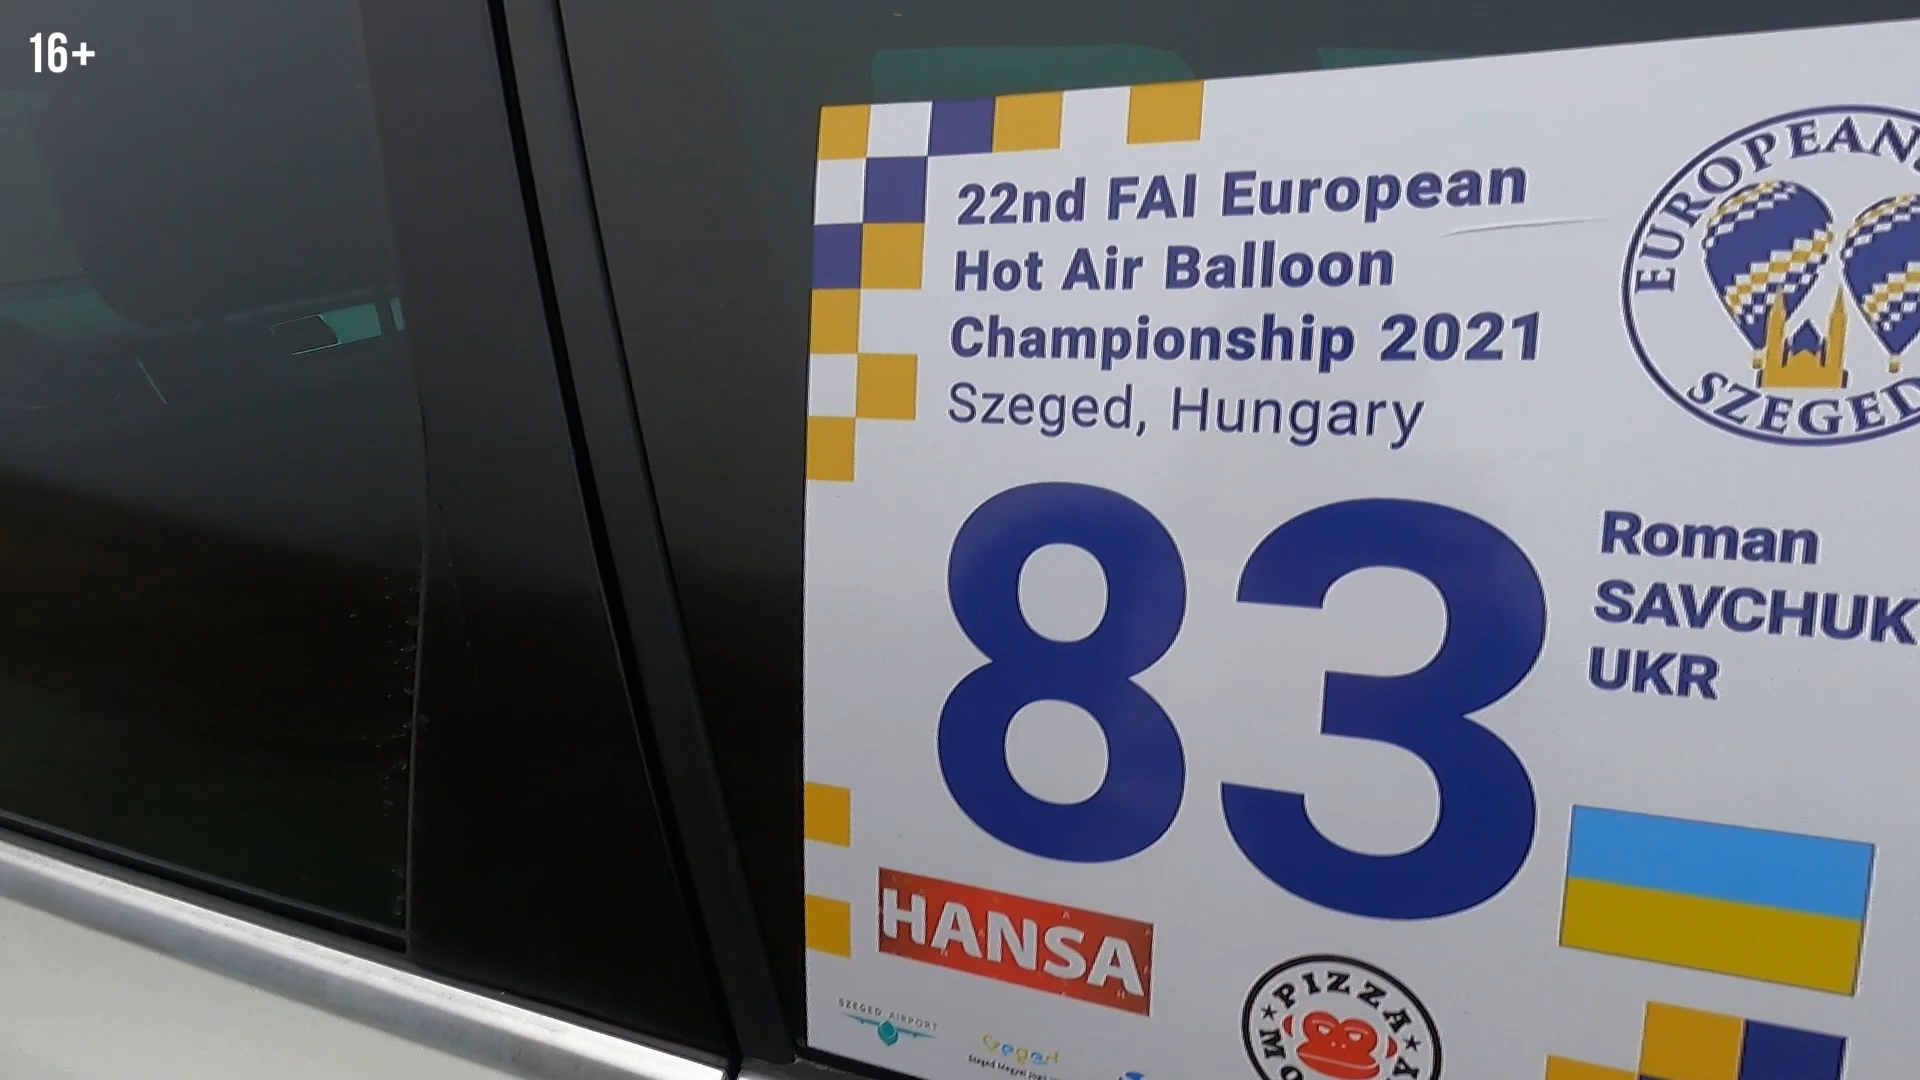 16+
22nd FAI European
Hot Air Balloon
Championship 2021
Szeged, Hungary
EUROPEAN
SZEGED
83
Roman
SAVCHUK
UKR
HANSA
PIZZA
SZEGED AIRPORT
Szeged